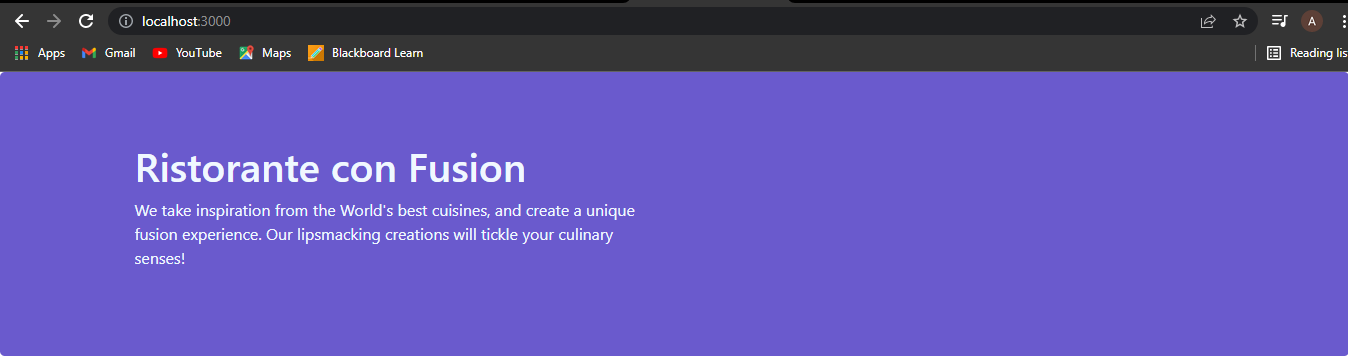 localhost:3000
A
Apps Gmail YouTube Maps Blackboard Learn Reading lis
Ristorante con Fusion
We take inspiration from the World's best cuisines, and create a unique
fusion experience. Our lipsmacking creations will tickle your culinary
senses!